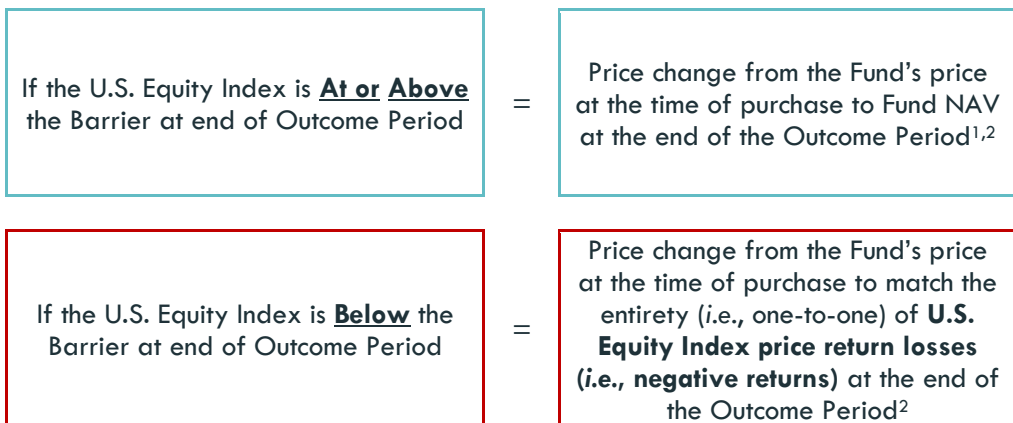 If the U.S. Equity Index is At or Above
the Barrier at end of Outcome Period
=
Price change from the Fund's price
at the time of purchase to Fund NAV
at the end of the Outcome Period1,2
If the U.S. Equity Index is Below the
Barrier at end of Outcome Period
=
Price change from the Fund's price
at the time of purchase to match the
entirety (i.e., one-to-one) of U.S.
Equity Index price return losses
(i.e., negative returns) at the end of
the Outcome Period2